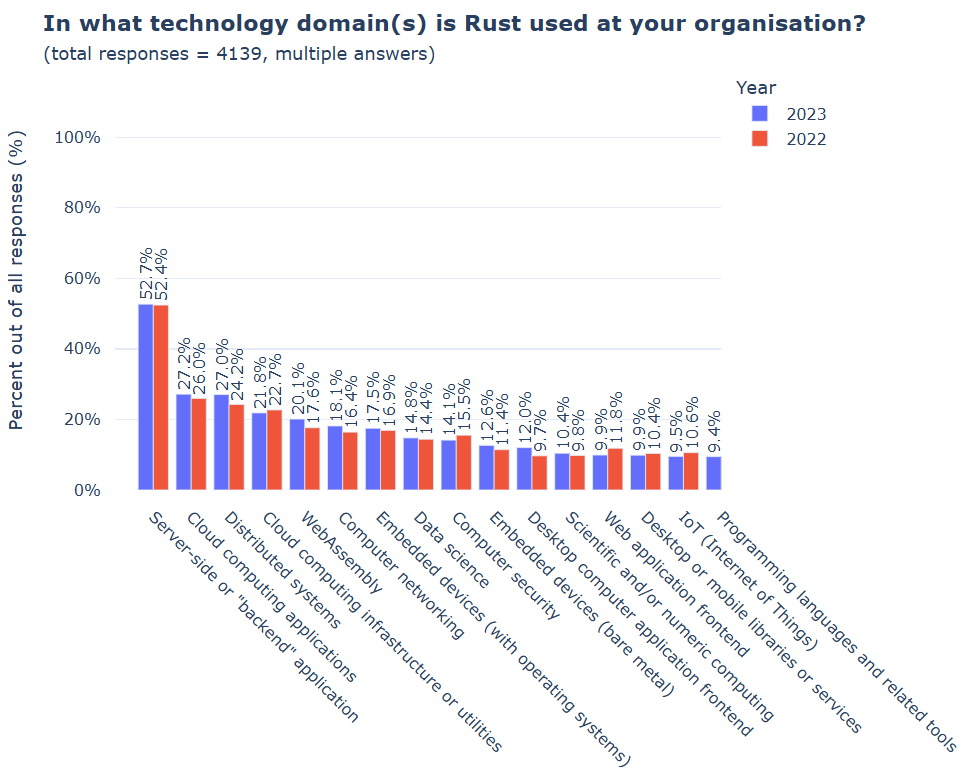 In what technology domain(s) is Rust used at your organisation?
(total responses = 4139, multiple answers)
Year
2023
2022
Percent out of all responses (%)
100%
80%
60%
40%
20%
0%
52.7%
52.4%
27.2%
26.0%
27.0%
24.2%
21.8%
22.7%
20.1%
17.6%
18.1%
16.4%
17.5%
16.9%
14.8%
14.4%
14.1%
15.5%
12.6%
11.4%
12.0%
9.7%
10.4%
9.8%
9.9%
11.8%
9.9%
10.4%
9.5%
10.6%
9.4%
Server-side or "backend" application
Cloud computing applications
Distributed systems
Cloud computing infrastructure or utilities
WebAssembly
Computer networking
Embedded devices (with operating systems)
Data science
Computer security
Embedded devices (bare metal)
Desktop computer application frontend
Scientific and/or numeric computing
Web application frontend
Desktop or mobile libraries or services
IoT (Internet of Things)
Programming languages and related tools